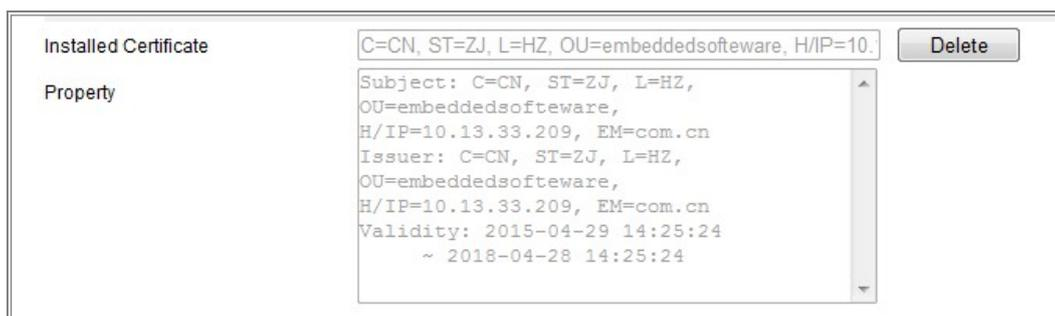 Installed Certificate
C=CN, ST=ZJ, L=HZ, OU=embeddedsofteware, H/IP=10.
Delete
Property
Subject: C=CN, ST=ZJ, L=HZ,
OU=embeddedsofteware,
H/IP=10.13.33.209, EM=com.cn
Issuer: C=CN, ST=ZJ, L=HZ,
OU=embeddedsofteware,
H/IP=10.13.33.209, EM=com.cn
Validity: 2015-04-29 14:25:24
~ 2018-04-28 14:25:24